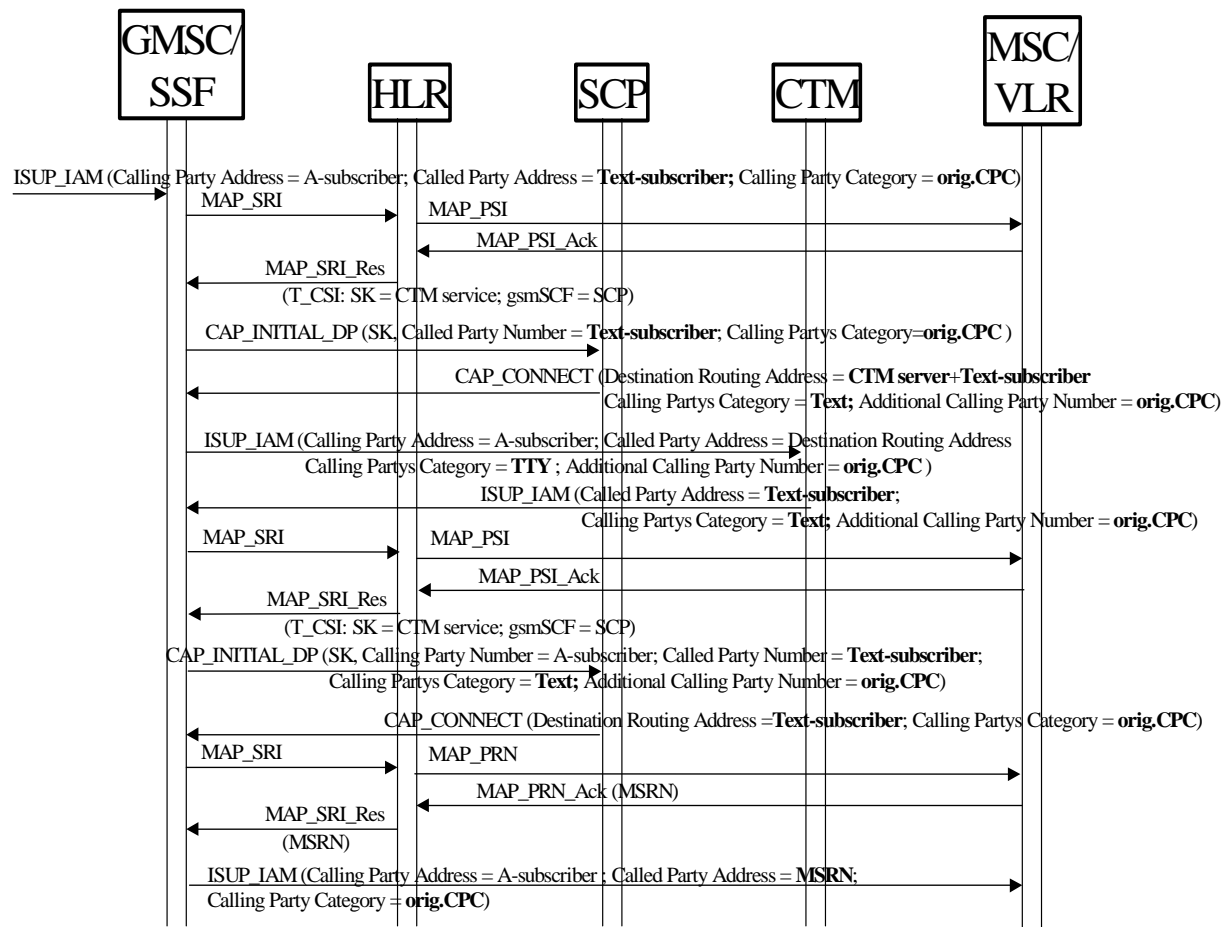 GMSC/
SSF
HLR
SCP
CTM
MSC/
VLR
ISUP_IAM (Calling Party Address = A-subscriber; Called Party Address = Text-subscriber; Calling Party Category = orig.CPC)
MAP_SRI
MAP_PSI
MAP_PSI_Ack
MAP_SRI_Res
(T_CSI: SK = CTM service; gsmSCF = SCP)
CAP_INITIAL_DP (SK, Called Party Number = Text-subscriber; Calling Partys Category=orig.CPC )
CAP_CONNECT (Destination Routing Address = CTM server+Text-subscriber
Calling Partys Category = Text; Additional Calling Party Number = orig.CPC)
ISUP_IAM (Calling Party Address = A-subscriber; Called Party Address = Destination Routing Address
Calling Partys Category = TTY ; Additional Calling Party Number = orig.CPC )
ISUP_IAM (Called Party Address = Text-subscriber;
Calling Partys Category = Text; Additional Calling Party Number = orig.CPC)
MAP_SRI
MAP_PSI
MAP_PSI_Ack
MAP_SRI_Res
(T_CSI: SK = CTM service; gsmSCF = SCP)
CAP_INITIAL_DP (SK, Calling Party Number = A-subscriber; Called Party Number = Text-subscriber;
Calling Partys Category = Text; Additional Calling Party Number = orig.CPC)
CAP_CONNECT (Destination Routing Address =Text-subscriber; Calling Partys Category = orig.CPC)
MAP_SRI
MAP_PRN
MAP_PRN_Ack (MSRN)
MAP_SRI_Res
(MSRN)
ISUP_IAM (Calling Party Address = A-subscriber ; Called Party Address = MSRN;
Calling Party Category = orig.CPC)